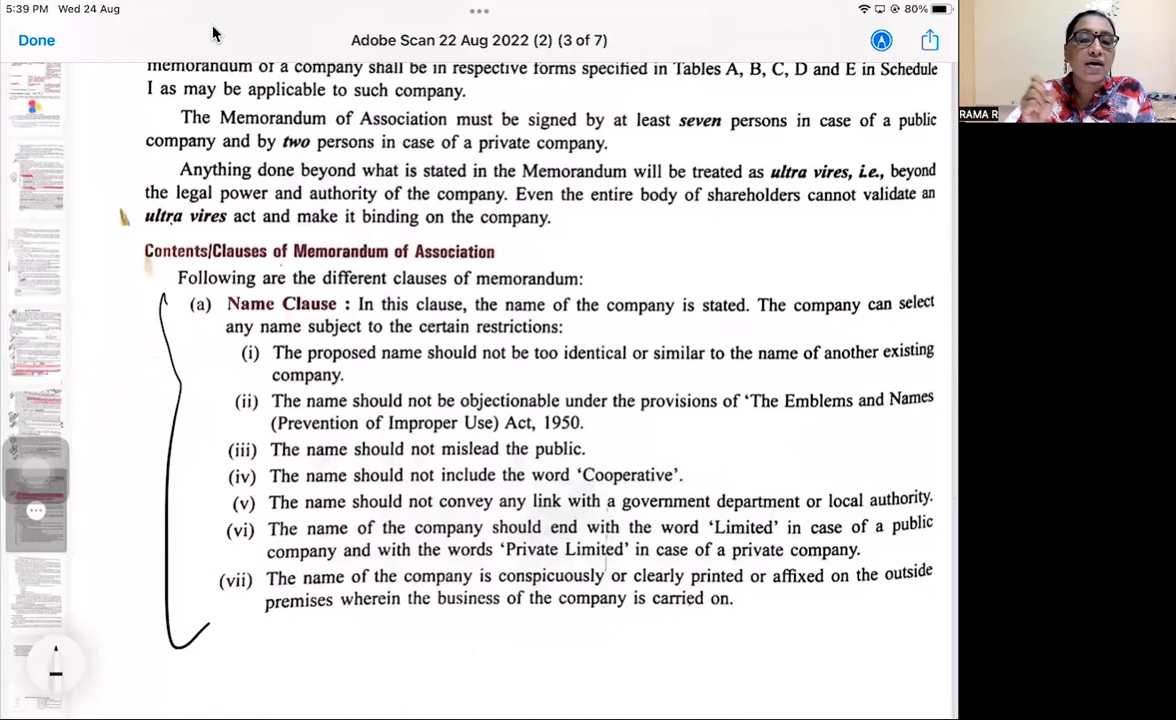 5:39 PM Wed 24 Aug
80%
Done
Adobe Scan 22 Aug 2022 (2) (3 of 7)
RAMA R
memorandum of a company shall be in respective forms specified in Tables A, B, C, D and E in Schedule
I as may be applicable to such company.
The Memorandum of Association must be signed by at least seven persons in case of a public
company and by two persons in case of a private company.
Anything done beyond what is stated in the Memorandum will be treated as ultra vires, i.e., beyond
the legal power and authority of the company. Even the entire body of shareholders cannot validate an
ultra vires act and make it binding on the company.
Contents/Clauses of Memorandum of Association
Following are the different clauses of memorandum:
(a) Name Clause : In this clause, the name of the company is stated. The company can select
any name subject to the certain restrictions:
(i) The proposed name should not be too identical or similar to the name of another existing
company.
(ii) The name should not be objectionable under the provisions of ‘The Emblems and Names
(Prevention of Improper Use) Act, 1950.
(iii) The name should not mislead the public.
(iv) The name should not include the word ‘Cooperative’.
(v) The name should not convey any link with a government department or local authority.
(vi) The name of the company should end with the word ‘Limited’ in case of a public
company and with the words ‘Private Limited’ in case of a private company.
(vii) The name of the company is conspicuously or clearly printed or affixed on the outside
premises wherein the business of the company is carried on.